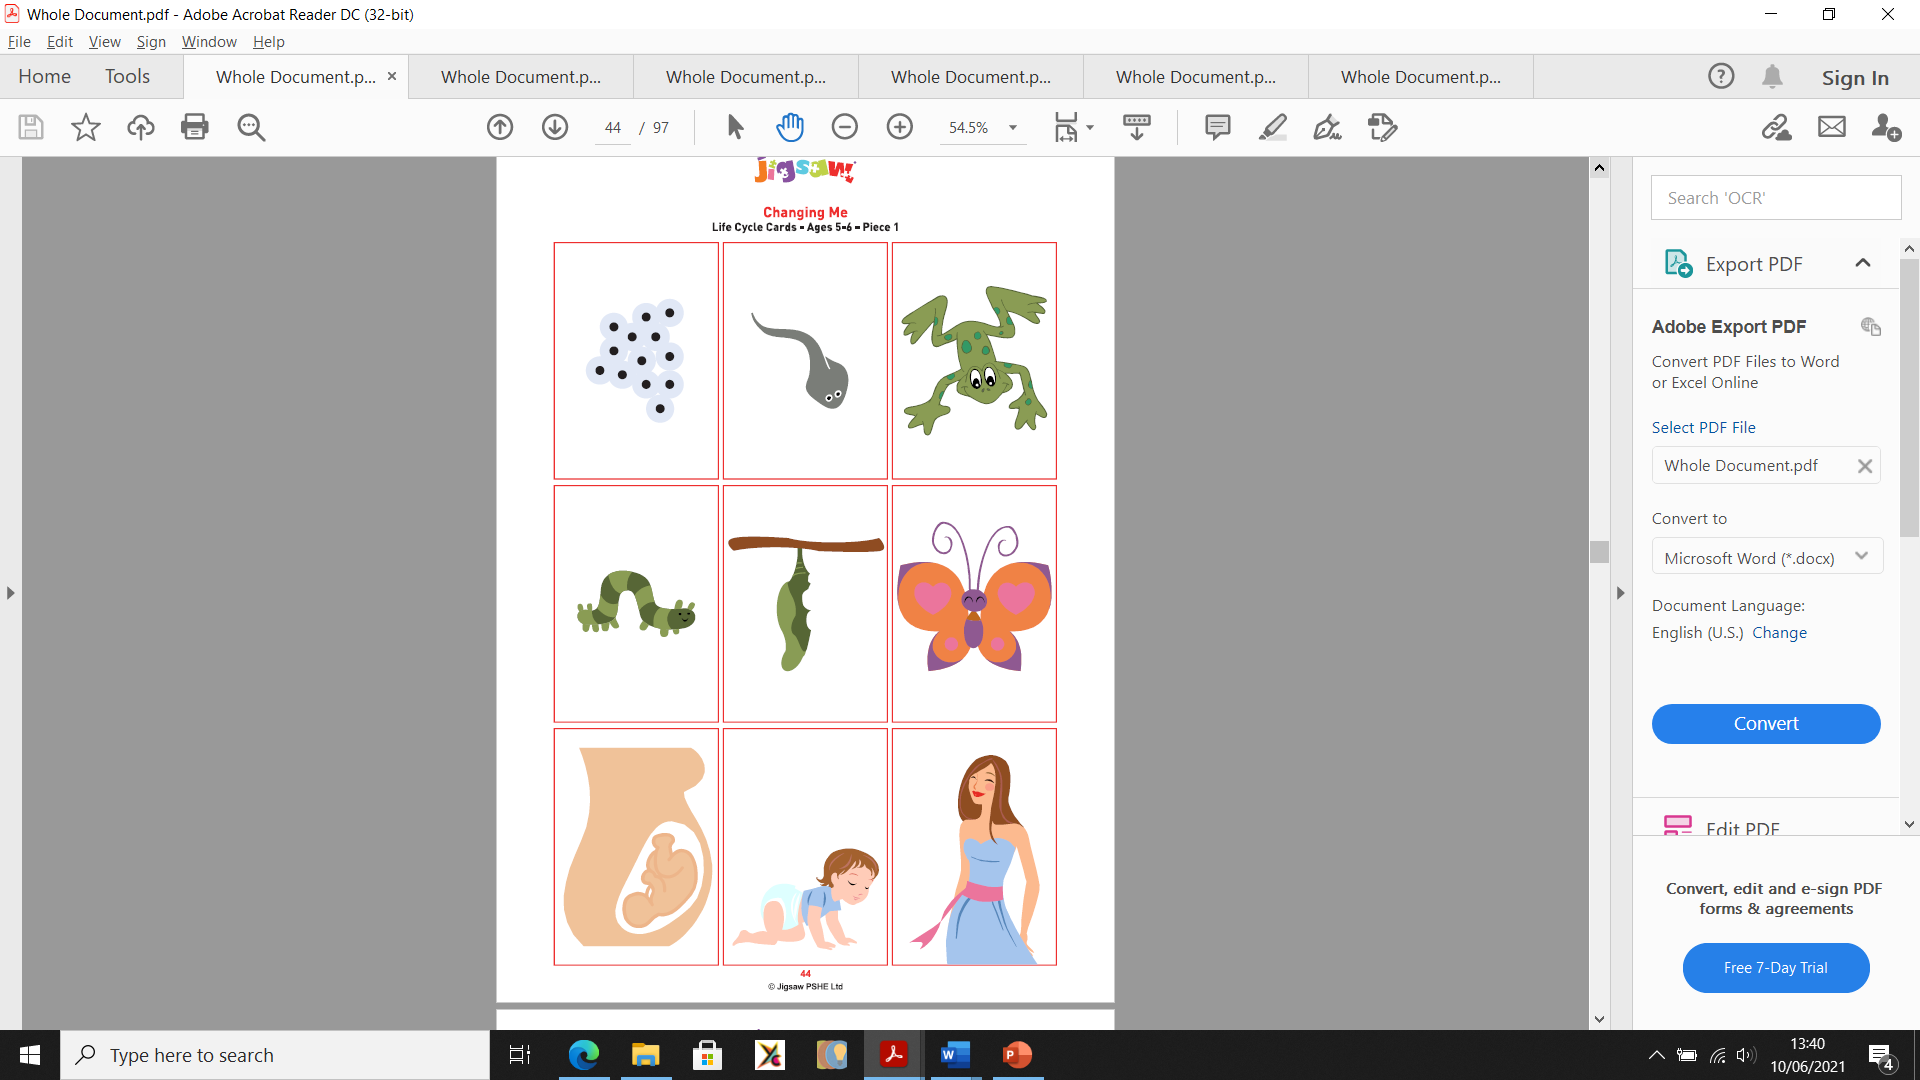 Whole Document.pdf - Adobe Acrobat Reader DC (32-bit)
File Edit View Sign Window Help
Home Tools Whole Document.p... × Whole Document.p... Whole Document.p... Whole Document.p... Whole Document.p... Whole Document.p... Sign In
44 / 97 54.5%
Jigsaw
Changing Me
Life Cycle Cards - Ages 5-6 - Piece 1
44
© Jigsaw PSHE Ltd
Search 'OCR'
Export PDF
Adobe Export PDF
Convert PDF Files to Word
or Excel Online
Select PDF File
Whole Document.pdf
Convert to
Microsoft Word (*.docx)
Document Language:
English (U.S.) Change
Convert
Edit PDF
Convert, edit and e-sign PDF
forms & agreements
Free 7-Day Trial
Type here to search
13:40
10/06/2021
4